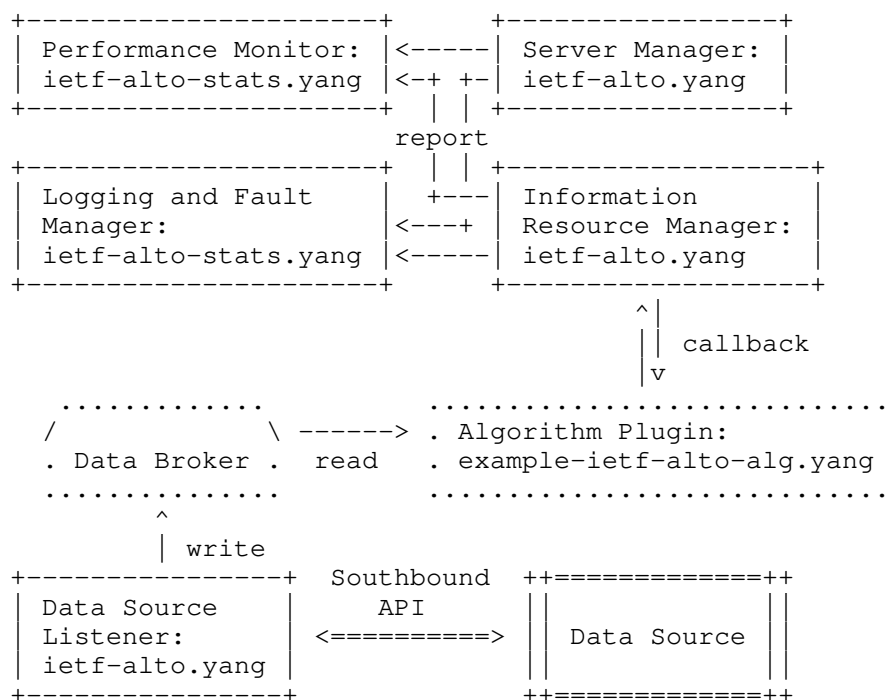 Performance Monitor: Server Manager:
ietf-alto-stats.yang ietf-alto.yang
report
Logging and Fault Information
Manager: Resource Manager:
ietf-alto-stats.yang ietf-alto.yang
callback
Algorithm Plugin:
Data Broker read example-ietf-alto-alg.yang
write
Southbound
Data Source API
Listener: Data Source
ietf-alto.yang